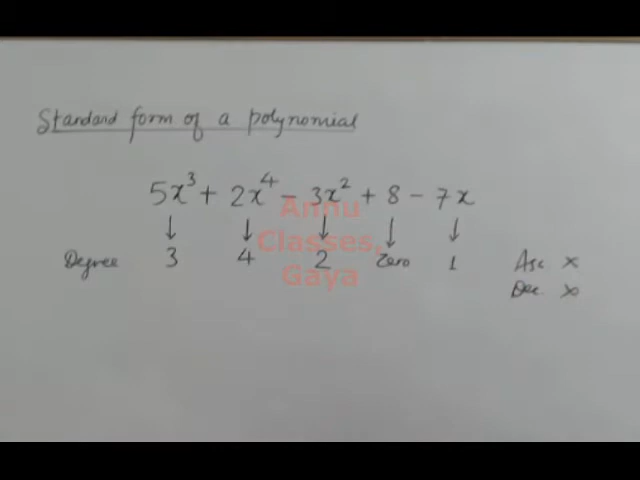 Standard form of a polynomial
5x³ + 2x⁴ - 3x² + 8 - 7x
↓ ↓ ↓ ↓ ↓
Degree 3 4 2 Zero 1 Asc ×
Dec. ×
Annu
Classes,
Gaya